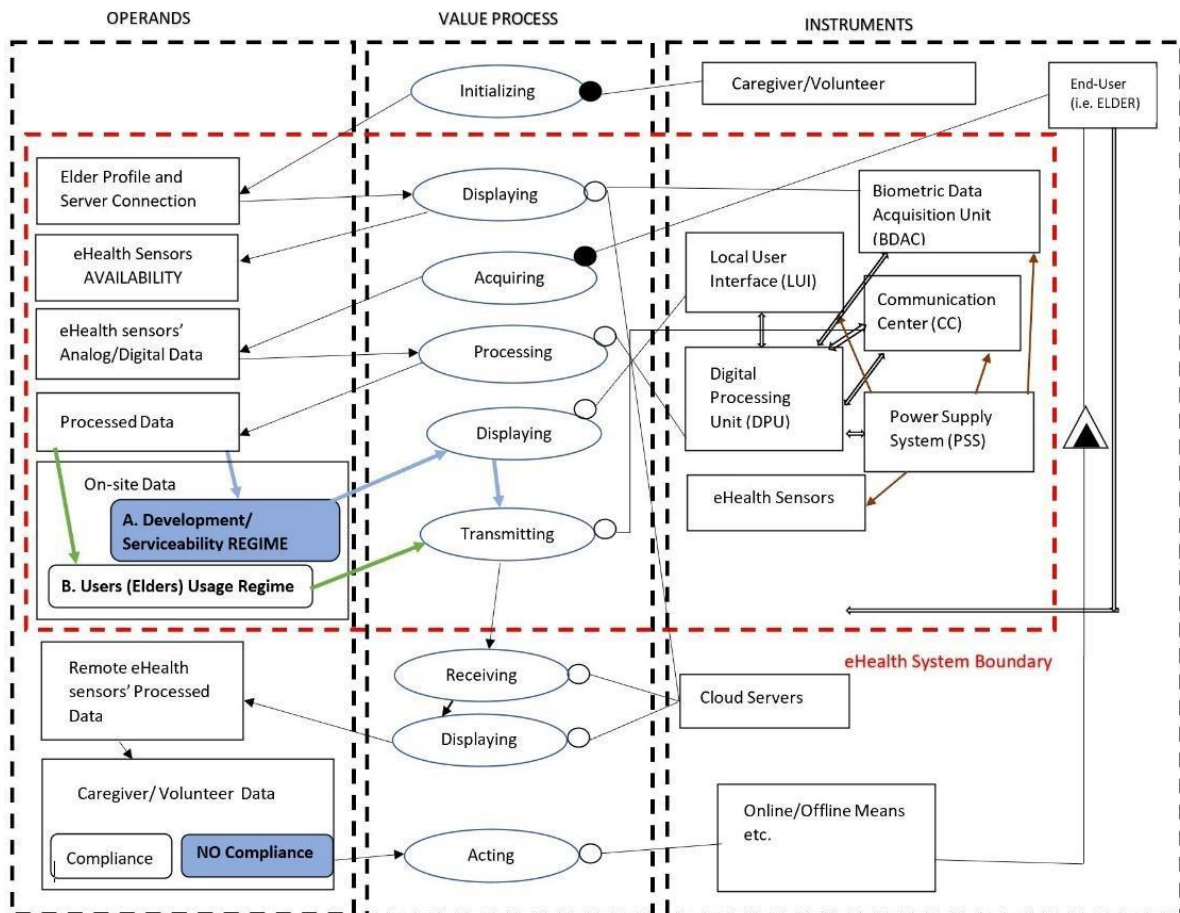 OPERANDS
VALUE PROCESS
INSTRUMENTS
Initializing
Caregiver/Volunteer
End-User
(i.e. ELDER)
Elder Profile and
Server Connection
Displaying
Biometric Data
Acquisition Unit
(BDAC)
eHealth Sensors
AVAILABILITY
Acquiring
Local User
Interface (LUI)
Communication
Center (CC)
eHealth sensors'
Analog/Digital Data
Processing
Digital
Processing
Unit (DPU)
Processed Data
Displaying
Power Supply
System (PSS)
On-site Data
eHealth Sensors
A. Development/
Serviceability REGIME
Transmitting
B. Users (Elders) Usage Regime
eHealth System Boundary
Remote eHealth
sensors' Processed
Data
Receiving
Cloud Servers
Displaying
Caregiver/ Volunteer Data
Online/Offline Means
etc.
Compliance
NO Compliance
Acting